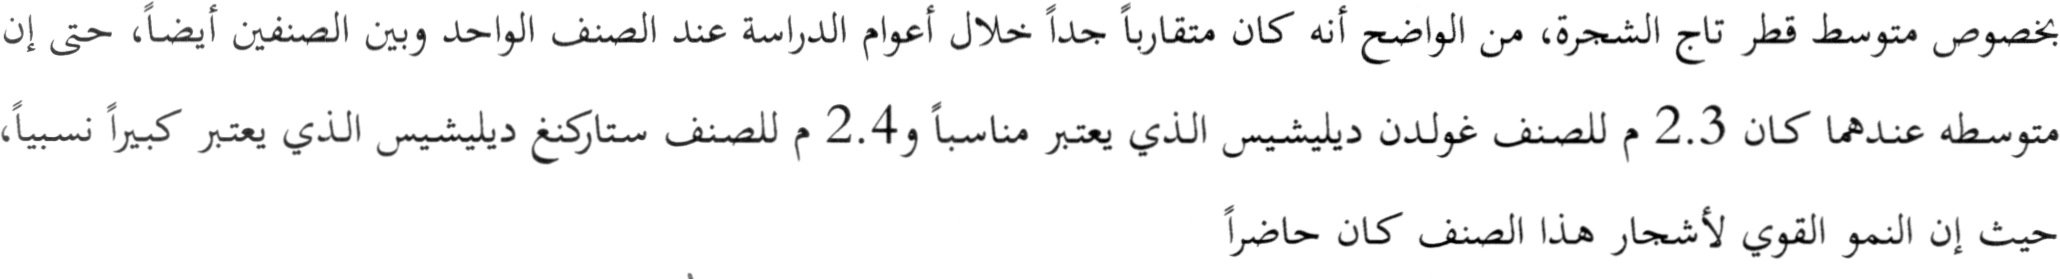 بخصوص متوسط قطر تاج الشجرة، من الواضح أنه كان متقارباً جداً خلال أعوام الدراسة عند الصنف الواحد وبين الصنفين أيضاً، حتى إن
متوسطه عندهما كان 2.3 م للصنف غولدن ديليشيس الذي يعتبر مناسباً و2.4 م للصنف ستاركنغ ديليشيس الذي يعتبر كبيراً نسبياً،
حيث إن النمو القوي لأشجار هذا الصنف كان حاضراً